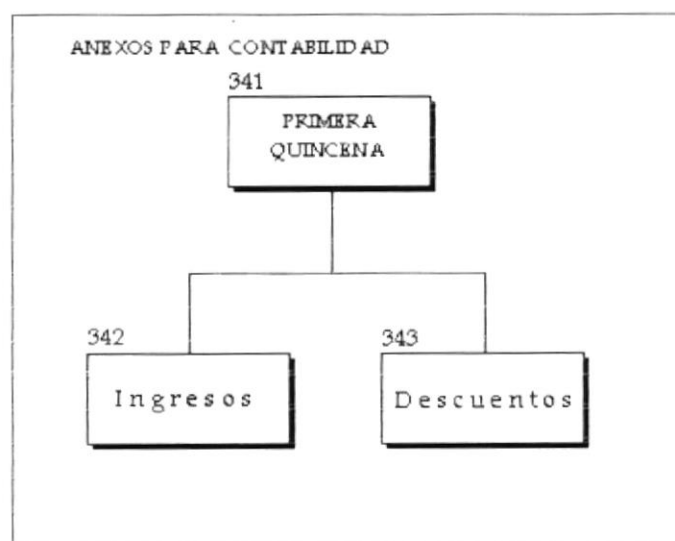 ANEXOS PARA CONTABILIDAD
341
PRIMERA
QUINCENA
342
343
Ingresos
Descuentos